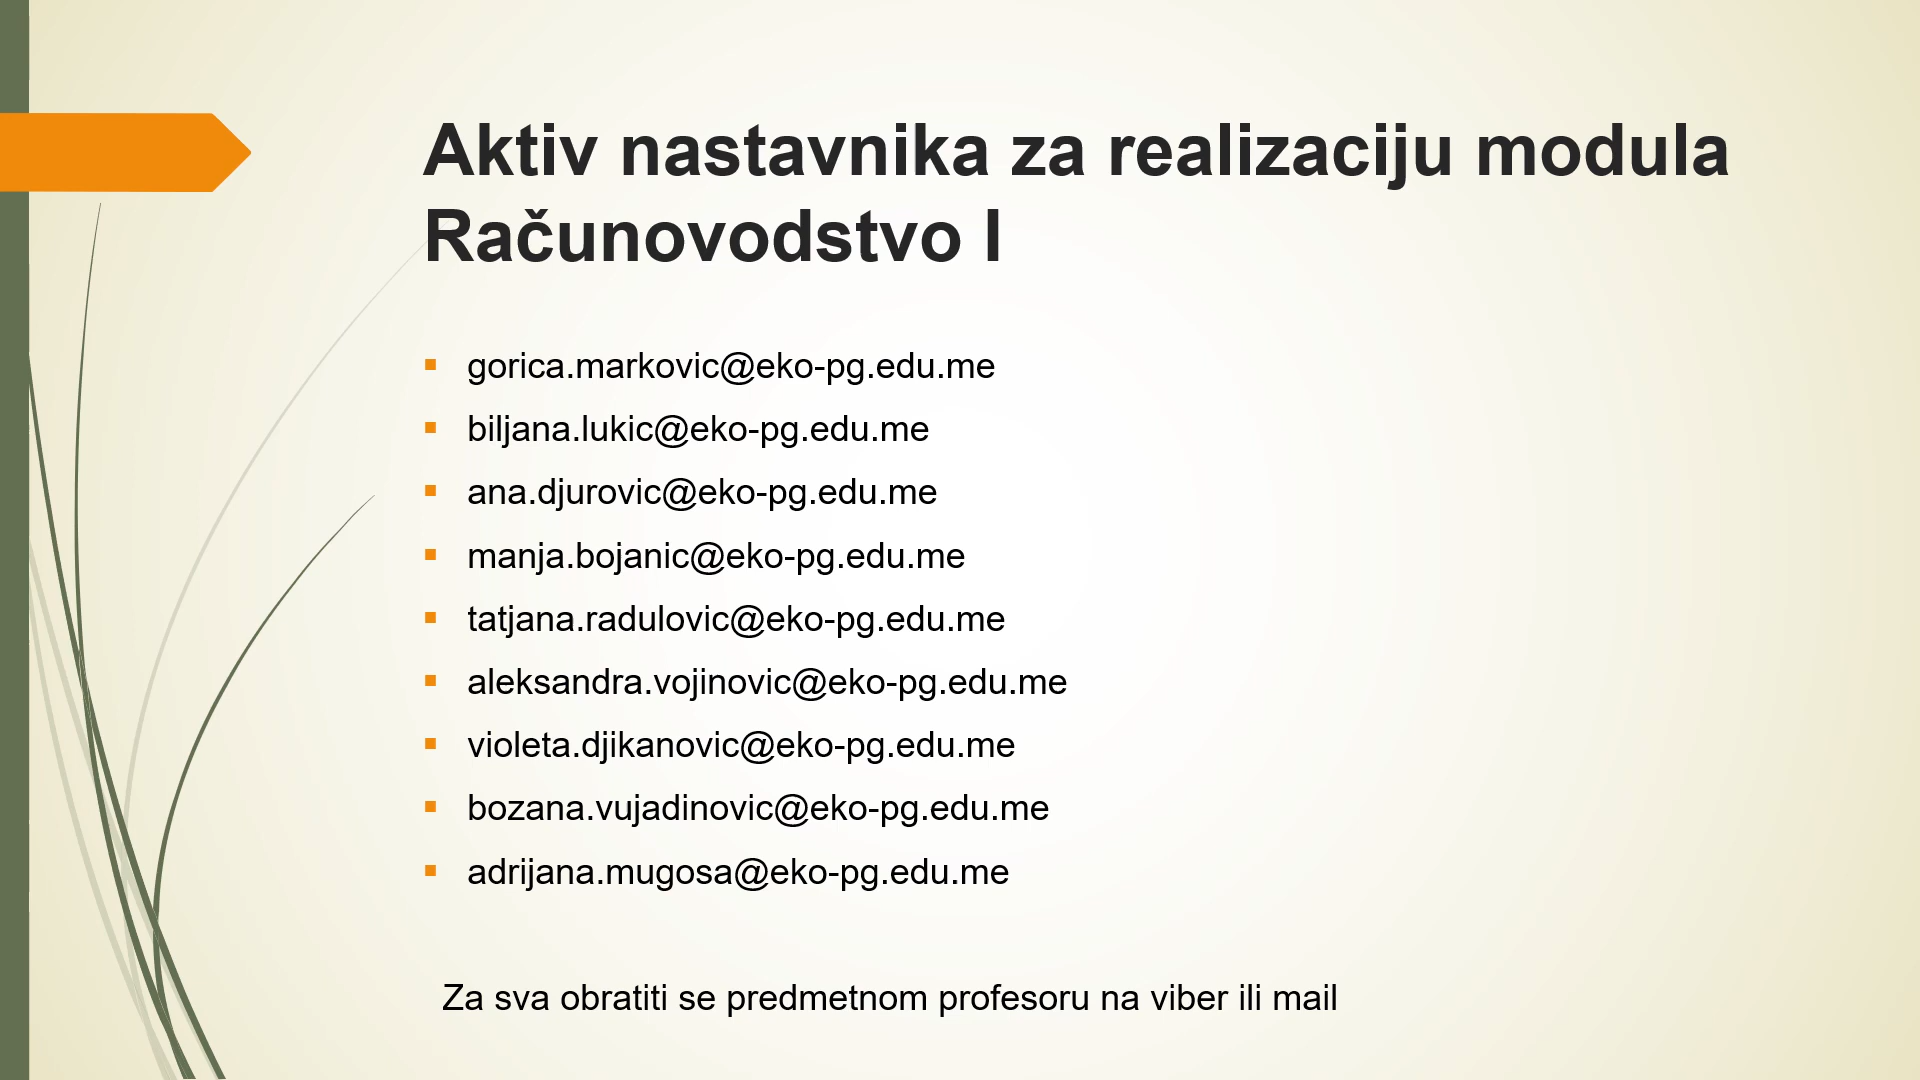 Aktiv nastavnika za realizaciju modula
Računovodstvo I
gorica.markovic@eko-pg.edu.me
biljana.lukic@eko-pg.edu.me
ana.djurovic@eko-pg.edu.me
manja.bojanic@eko-pg.edu.me
tatjana.radulovic@eko-pg.edu.me
aleksandra.vojinovic@eko-pg.edu.me
violeta.djikanovic@eko-pg.edu.me
bozana.vujadinovic@eko-pg.edu.me
adrijana.mugosa@eko-pg.edu.me
Za sva obratiti se predmetnom profesoru na viber ili mail